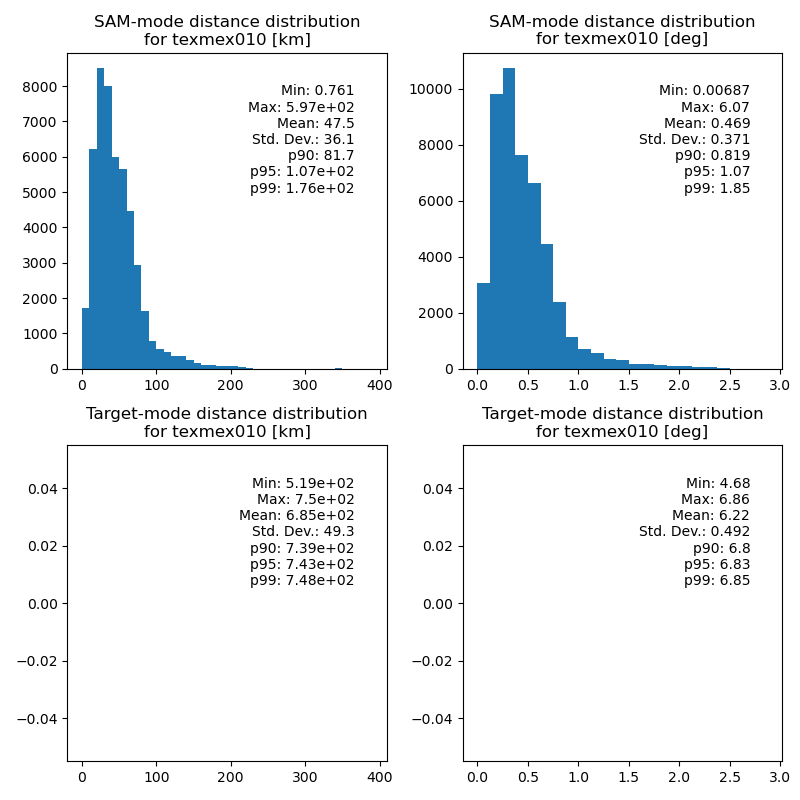 SAM-mode distance distribution
for texmex010 [km]
Min: 0.761
Max: 5.97e+02
Mean: 47.5
Std. Dev.: 36.1
p90: 81.7
p95: 1.07e+02
p99: 1.76e+02
8000
7000
6000
5000
4000
3000
2000
1000
0
0 100 200 300 400
SAM-mode distance distribution
for texmex010 [deg]
Min: 0.00687
Max: 6.07
Mean: 0.469
Std. Dev.: 0.371
p90: 0.819
p95: 1.07
p99: 1.85
10000
8000
6000
4000
2000
0
0.0 0.5 1.0 1.5 2.0 2.5 3.0
Target-mode distance distribution
for texmex010 [km]
Min: 5.19e+02
Max: 7.5e+02
Mean: 6.85e+02
Std. Dev.: 49.3
p90: 7.39e+02
p95: 7.43e+02
p99: 7.48e+02
0.04
0.02
0.00
−0.02
−0.04
0 100 200 300 400
Target-mode distance distribution
for texmex010 [deg]
Min: 4.68
Max: 6.86
Mean: 6.22
Std. Dev.: 0.492
p90: 6.8
p95: 6.83
p99: 6.85
0.04
0.02
0.00
−0.02
−0.04
0.0 0.5 1.0 1.5 2.0 2.5 3.0